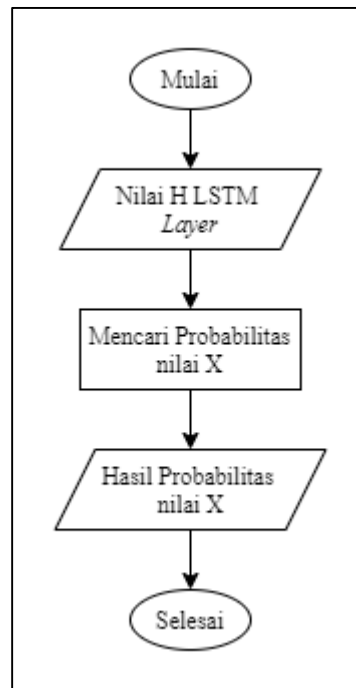 Mulai
Nilai H LSTM
Layer
Mencari Probabilitas
nilai X
Hasil Probabilitas
nilai X
Selesai